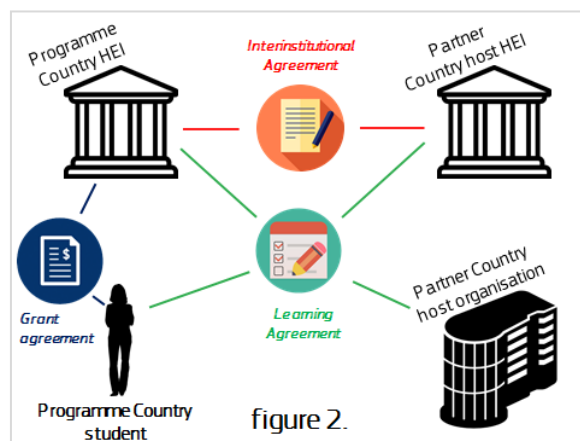 Programme
Country HEI
Interinstitutional
Agreement
Partner
Country host HEI
$
Grant
agreement
Learning
Agreement
Partner Country
host organisation
Programme Country
student
figure 2.